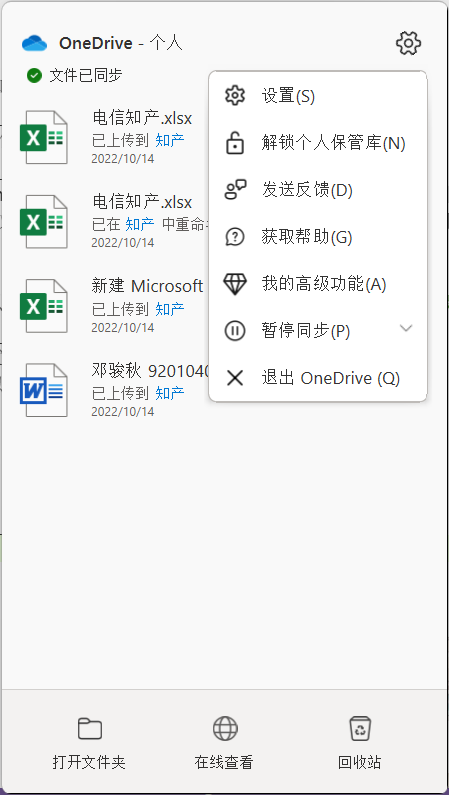 OneDrive - 个人
文件已同步
电信知产.xlsx
已上传到 知产
2022/10/14
电信知产.xlsx
已在 知产 中重命
2022/10/14
新建 Microsoft
已上传到 知产
2022/10/14
邓骏秋 920104
已上传到 知产
2022/10/14
设置(S)
解锁个人保管库(N)
发送反馈(D)
获取帮助(G)
我的高级功能(A)
暂停同步(P)
退出 OneDrive (Q)
打开文件夹
在线查看
回收站